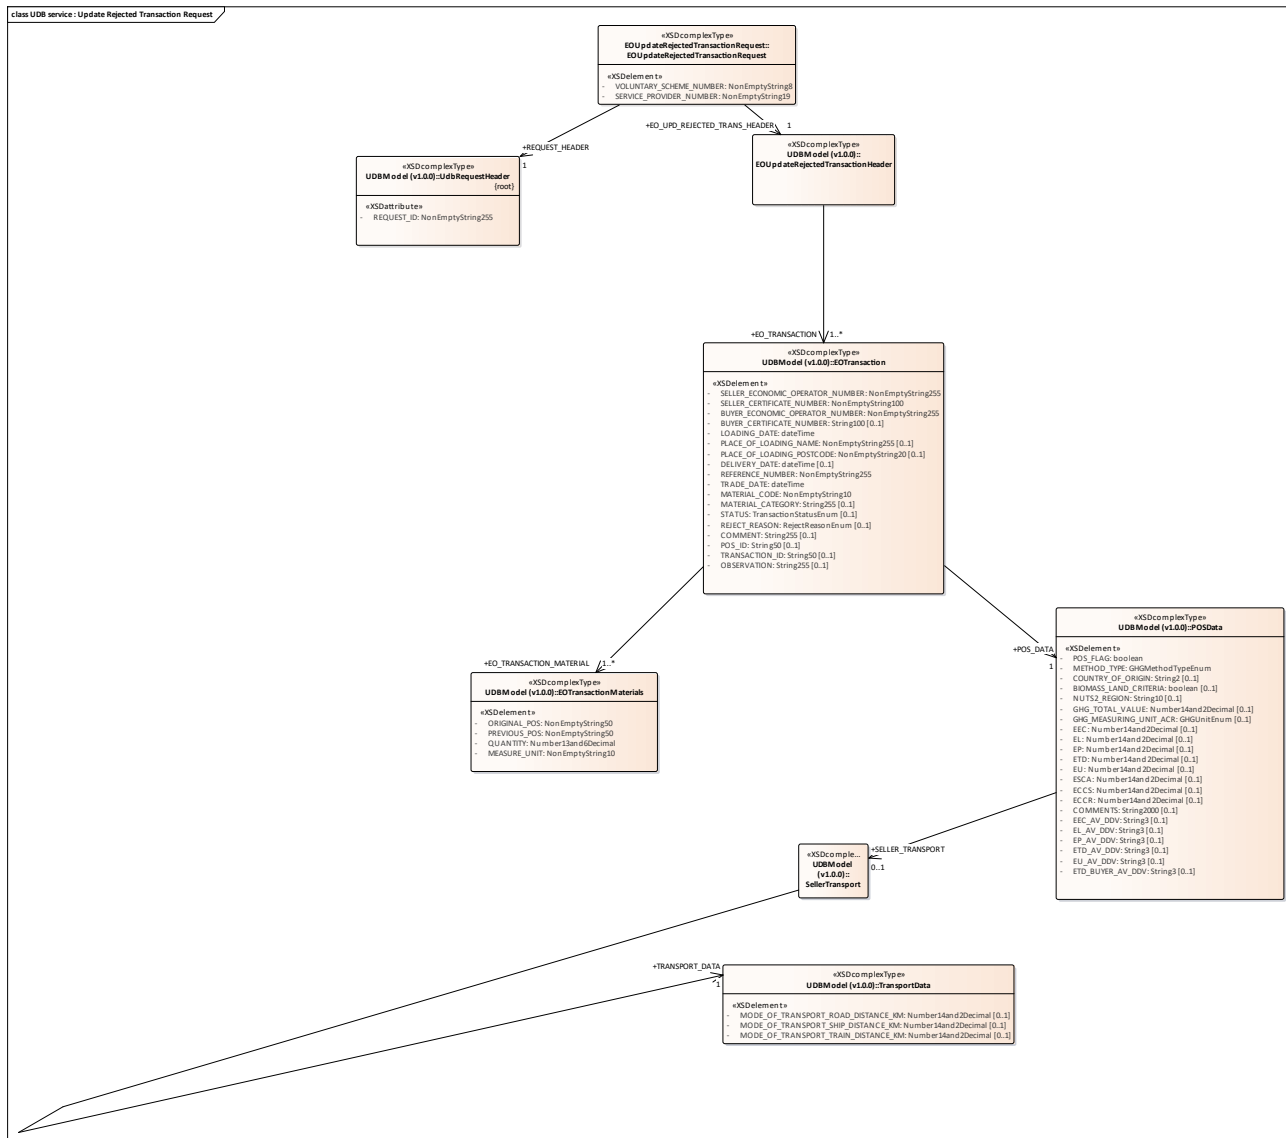 class UDB service : Update Rejected Transaction Request
«XSDcomplexType»
EOUpdateRejectedTransactionRequest::
EOUpdateRejectedTransactionRequest
«XSDelement»
- VOLUNTARY_SCHEME_NUMBER: NonEmptyString8
- SERVICE_PROVIDER_NUMBER: NonEmptyString19
+EO_UPD_REJECTED_TRANS_HEADER 1
+REQUEST_HEADER
1
«XSDcomplexType»
UDBModel (v1.0.0)::UdbRequestHeader
{root}
«XSDattribute»
- REQUEST_ID: NonEmptyString255
«XSDcomplexType»
UDBModel (v1.0.0)::
EOUpdateRejectedTransactionHeader
+EO_TRANSACTION 1..*
«XSDcomplexType»
UDBModel (v1.0.0)::EOTransaction
«XSDelement»
- SELLER_ECONOMIC_OPERATOR_NUMBER: NonEmptyString255
- SELLER_CERTIFICATE_NUMBER: NonEmptyString100
- BUYER_ECONOMIC_OPERATOR_NUMBER: NonEmptyString255
- BUYER_CERTIFICATE_NUMBER: String100 [0..1]
- LOADING_DATE: dateTime
- PLACE_OF_LOADING_NAME: NonEmptyString255 [0..1]
- PLACE_OF_LOADING_POSTCODE: NonEmptyString20 [0..1]
- DELIVERY_DATE: dateTime [0..1]
- REFERENCE_NUMBER: NonEmptyString255
- TRADE_DATE: dateTime
- MATERIAL_CODE: NonEmptyString10
- MATERIAL_CATEGORY: String255 [0..1]
- STATUS: TransactionStatusEnum [0..1]
- REJECT_REASON: RejectReasonEnum [0..1]
- COMMENT: String255 [0..1]
- POS_ID: String50 [0..1]
- TRANSACTION_ID: String50 [0..1]
- OBSERVATION: String255 [0..1]
+EO_TRANSACTION_MATERIAL 1..*
«XSDcomplexType»
UDBModel (v1.0.0)::EOTransactionMaterials
«XSDelement»
- ORIGINAL_POS: NonEmptyString50
- PREVIOUS_POS: NonEmptyString50
- QUANTITY: Number13and6Decimal
- MEASURE_UNIT: NonEmptyString10
+POS_DATA
1
«XSDcomplexType»
UDBModel (v1.0.0)::POSData
«XSDelement»
- POS_FLAG: boolean
- METHOD_TYPE: GHGMethodTypeEnum
- COUNTRY_OF_ORIGIN: String2 [0..1]
- BIOMASS_LAND_CRITERIA: boolean [0..1]
- NUTS2_REGION: String10 [0..1]
- GHG_TOTAL_VALUE: Number14and2Decimal [0..1]
- GHG_MEASURING_UNIT_ACR: GHGUnitEnum [0..1]
- EEC: Number14and2Decimal [0..1]
- EL: Number14and2Decimal [0..1]
- EP: Number14and2Decimal [0..1]
- ETD: Number14and2Decimal [0..1]
- EU: Number14and2Decimal [0..1]
- ESCA: Number14and2Decimal [0..1]
- ECCS: Number14and2Decimal [0..1]
- ECCR: Number14and2Decimal [0..1]
- COMMENTS: String2000 [0..1]
- EEC_AV_DDV: String3 [0..1]
- EL_AV_DDV: String3 [0..1]
- EP_AV_DDV: String3 [0..1]
- ETD_AV_DDV: String3 [0..1]
- EU_AV_DDV: String3 [0..1]
- ETD_BUYER_AV_DDV: String3 [0..1]
+SELLER_TRANSPORT
0..1
«XSDcomple...
UDBModel
(v1.0.0)::
SellerTransport
+TRANSPORT_DATA
1
«XSDcomplexType»
UDBModel (v1.0.0)::TransportData
«XSDelement»
- MODE_OF_TRANSPORT_ROAD_DISTANCE_KM: Number14and2Decimal [0..1]
- MODE_OF_TRANSPORT_SHIP_DISTANCE_KM: Number14and2Decimal [0..1]
- MODE_OF_TRANSPORT_TRAIN_DISTANCE_KM: Number14and2Decimal [0..1]